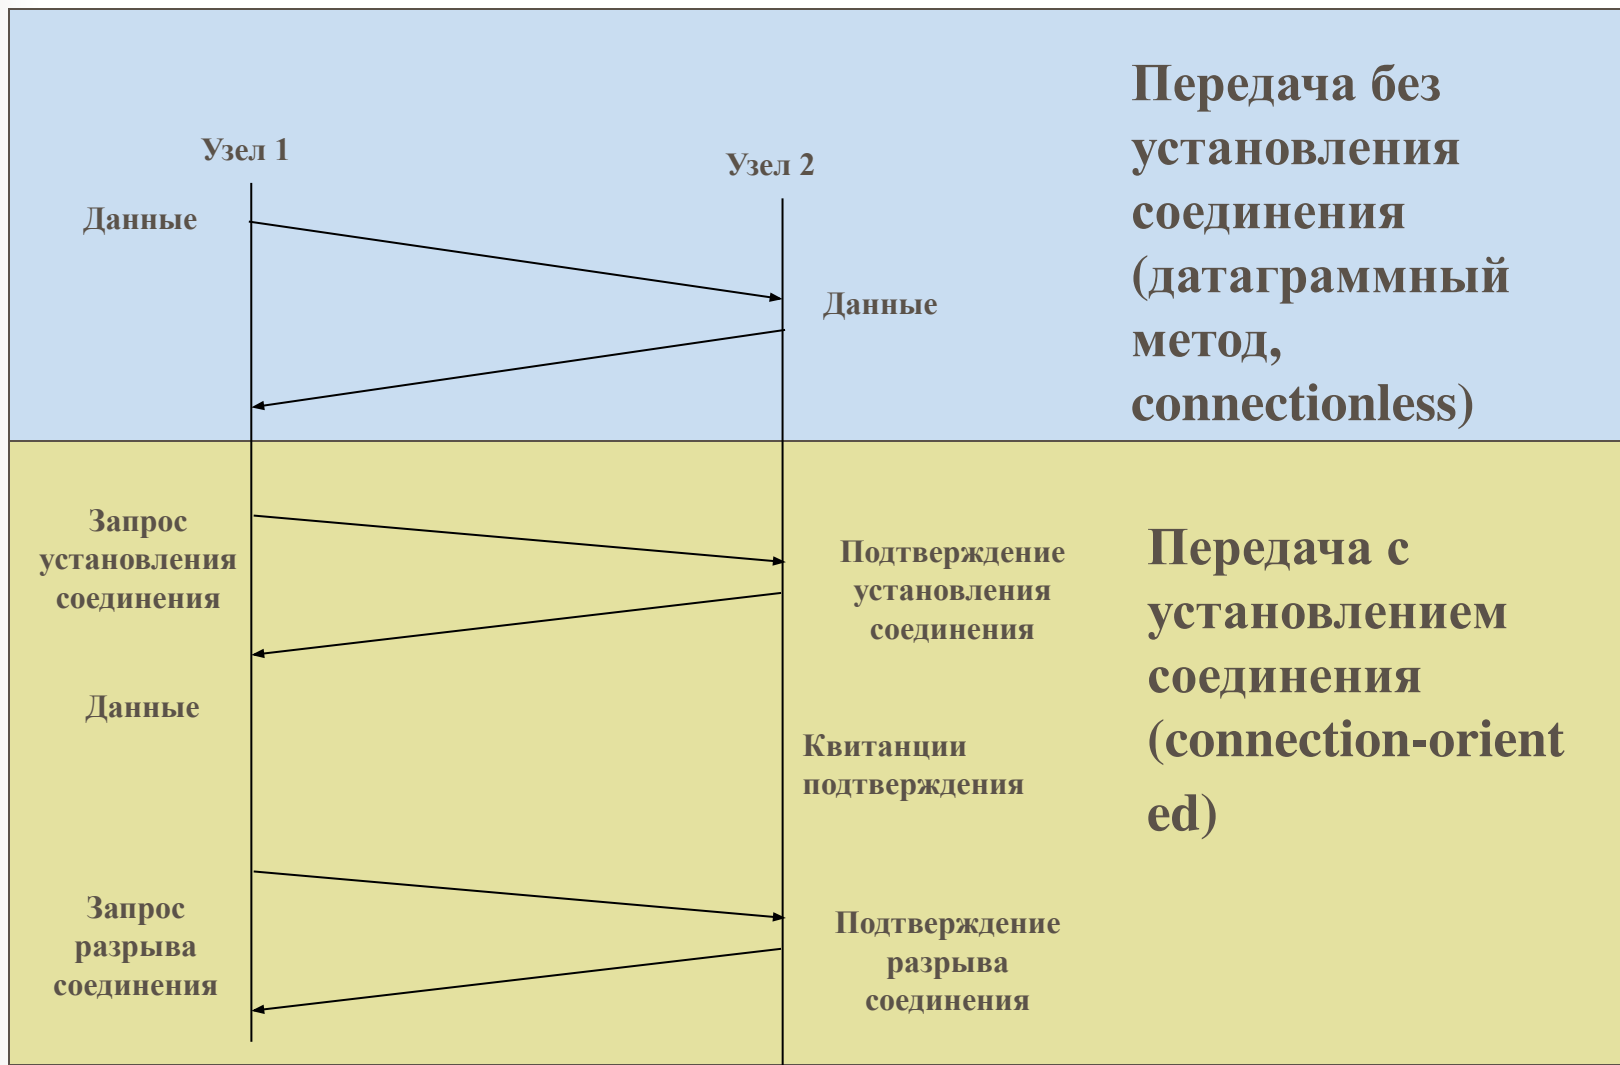 Передача без
установления
соединения
(датаграммный
метод,
connectionless)
Узел 1
Узел 2
Данные
Данные
Запрос
установления
соединения
Подтверждение
установления
соединения
Передача с
установлением
соединения
(connection-orient
ed)
Данные
Квитанции
подтверждения
Запрос
разрыва
соединения
Подтверждение
разрыва
соединения